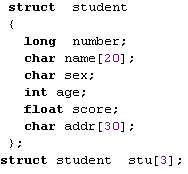 struct student
{
long number;
char name[20];
char sex;
int age;
float score;
char addr[30];
};
struct student stu[3];